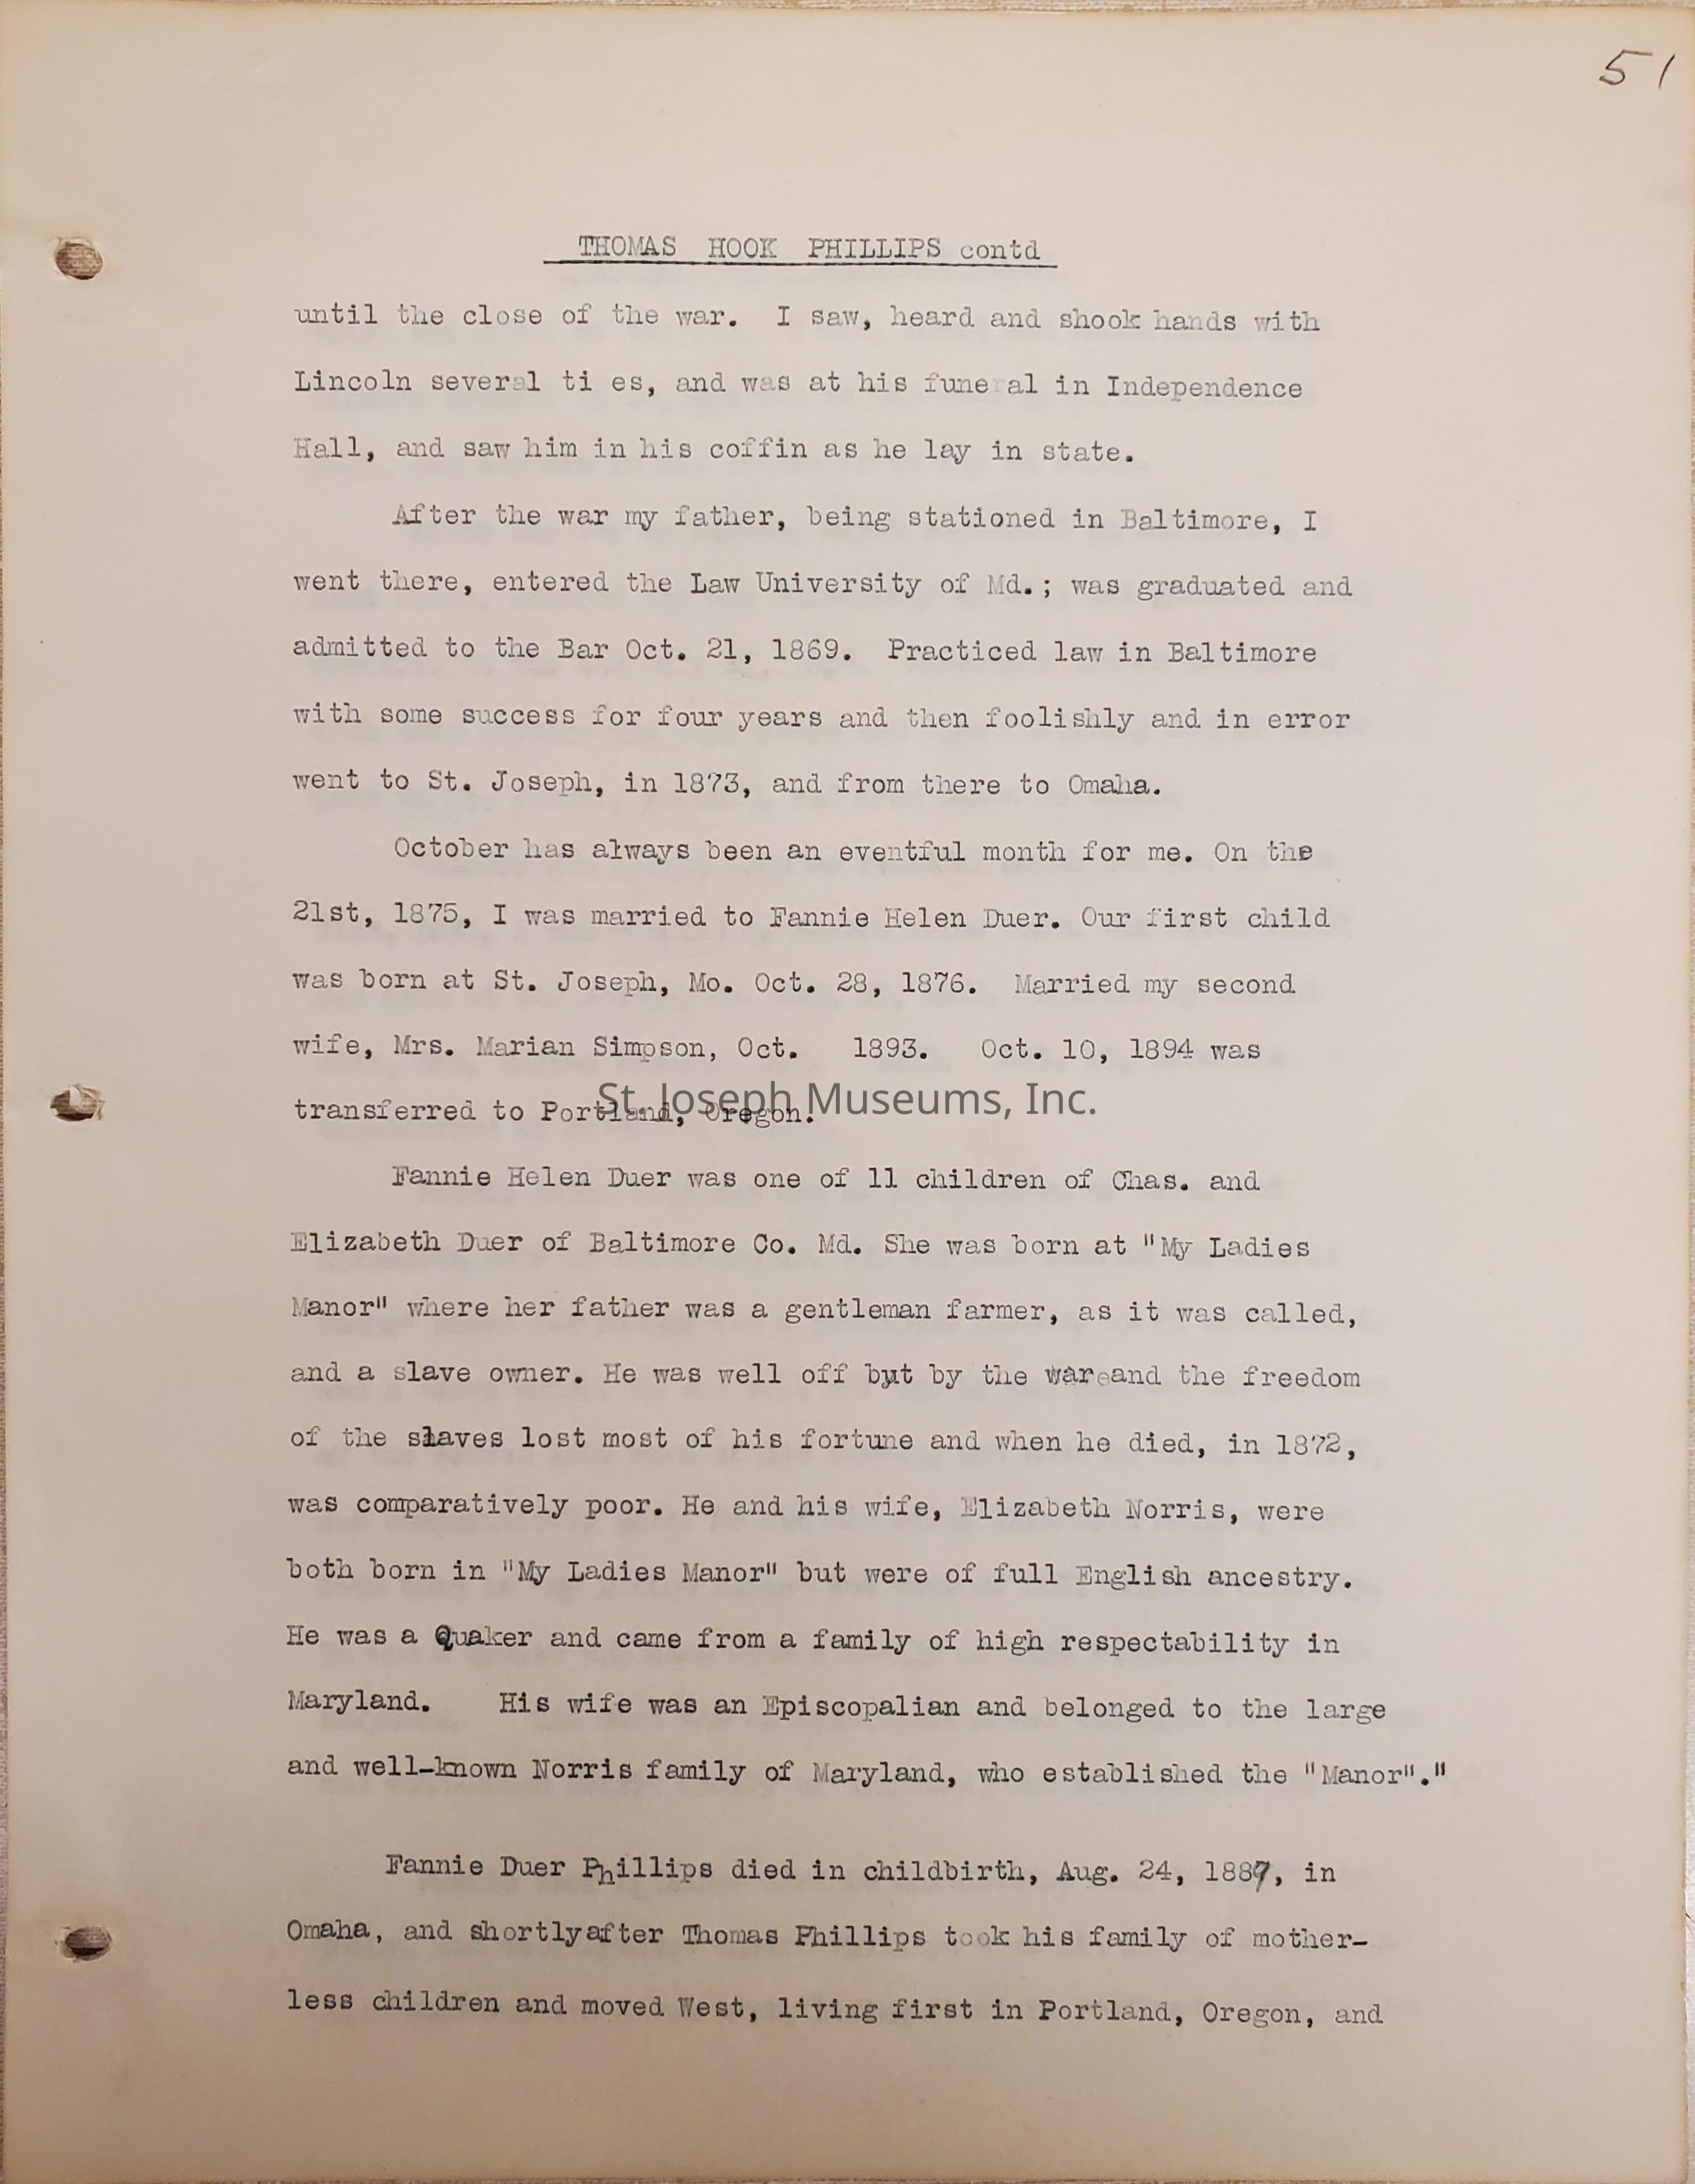 51
THOMAS HOOK PHILLIPS contd
until the close of the war. I saw, heard and shook hands with
Lincoln several ti es, and was at his funeral in Independence
Hall, and saw him in his coffin as he lay in state.
After the war my father, being stationed in Baltimore, I
went there, entered the Law University of Md.; was graduated and
admitted to the Bar Oct. 21, 1869. Practiced law in Baltimore
with some success for four years and then foolishly and in error
went to St. Joseph, in 1873, and from there to Omaha.
October has always been an eventful month for me. On the
21st, 1875, I was married to Fannie Helen Duer. Our first child
was born at St. Joseph, Mo. Oct. 28, 1876. Married my second
wife, Mrs. Marian Simpson, Oct. 1893. Oct. 10, 1894 was
St. Joseph Museums, Inc.
transferred to Portland, Oregon.
Fannie Helen Duer was one of 11 children of Chas. and
Elizabeth Duer of Baltimore Co. Md. She was born at "My Ladies
Manor" where her father was a gentleman farmer, as it was called,
and a slave owner. He was well off but by the war and the freedom
of the slaves lost most of his fortune and when he died, in 1872,
was comparatively poor. He and his wife, Elizabeth Norris, were
both born in "My Ladies Manor" but were of full English ancestry.
He was a Quaker and came from a family of high respectability in
Maryland. His wife was an Episcopalian and belonged to the large
and well-known Norris family of Maryland, who established the "Manor"."
Fannie Duer Phillips died in childbirth, Aug. 24, 1887, in
Omaha, and shortlyafter Thomas Phillips took his family of mother-
less children and moved West, living first in Portland, Oregon, and